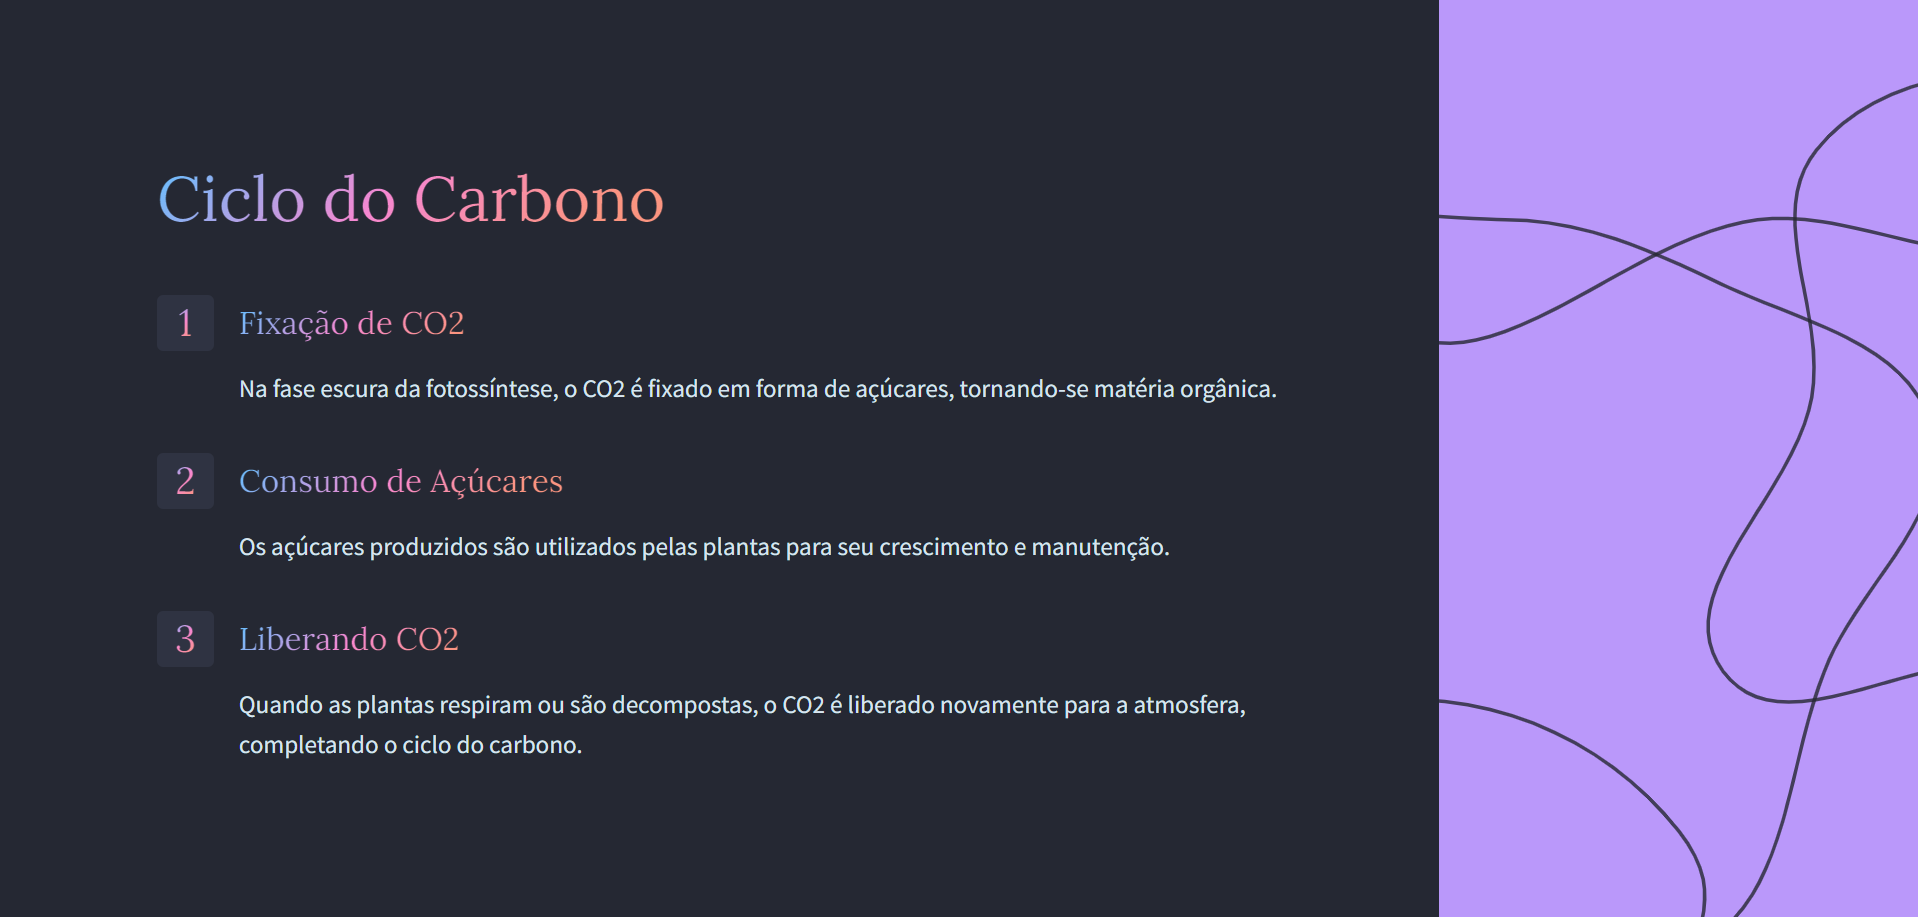 Ciclo do Carbono
1
Fixação de CO2
Na fase escura da fotossíntese, o CO2 é fixado em forma de açúcares, tornando-se matéria orgânica.
2
Consumo de Açúcares
Os açúcares produzidos são utilizados pelas plantas para seu crescimento e manutenção.
3
Liberando CO2
Quando as plantas respiram ou são decompostas, o CO2 é liberado novamente para a atmosfera,
completando o ciclo do carbono.